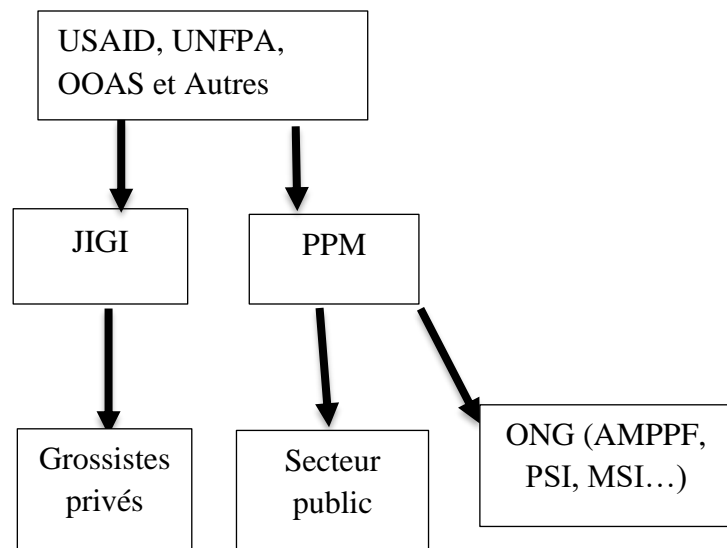 USAID, UNFPA,
OOAS et Autres
JIGI
PPM
Grossistes
privés
Secteur
public
ONG (AMPPF,
PSI, MSI…)